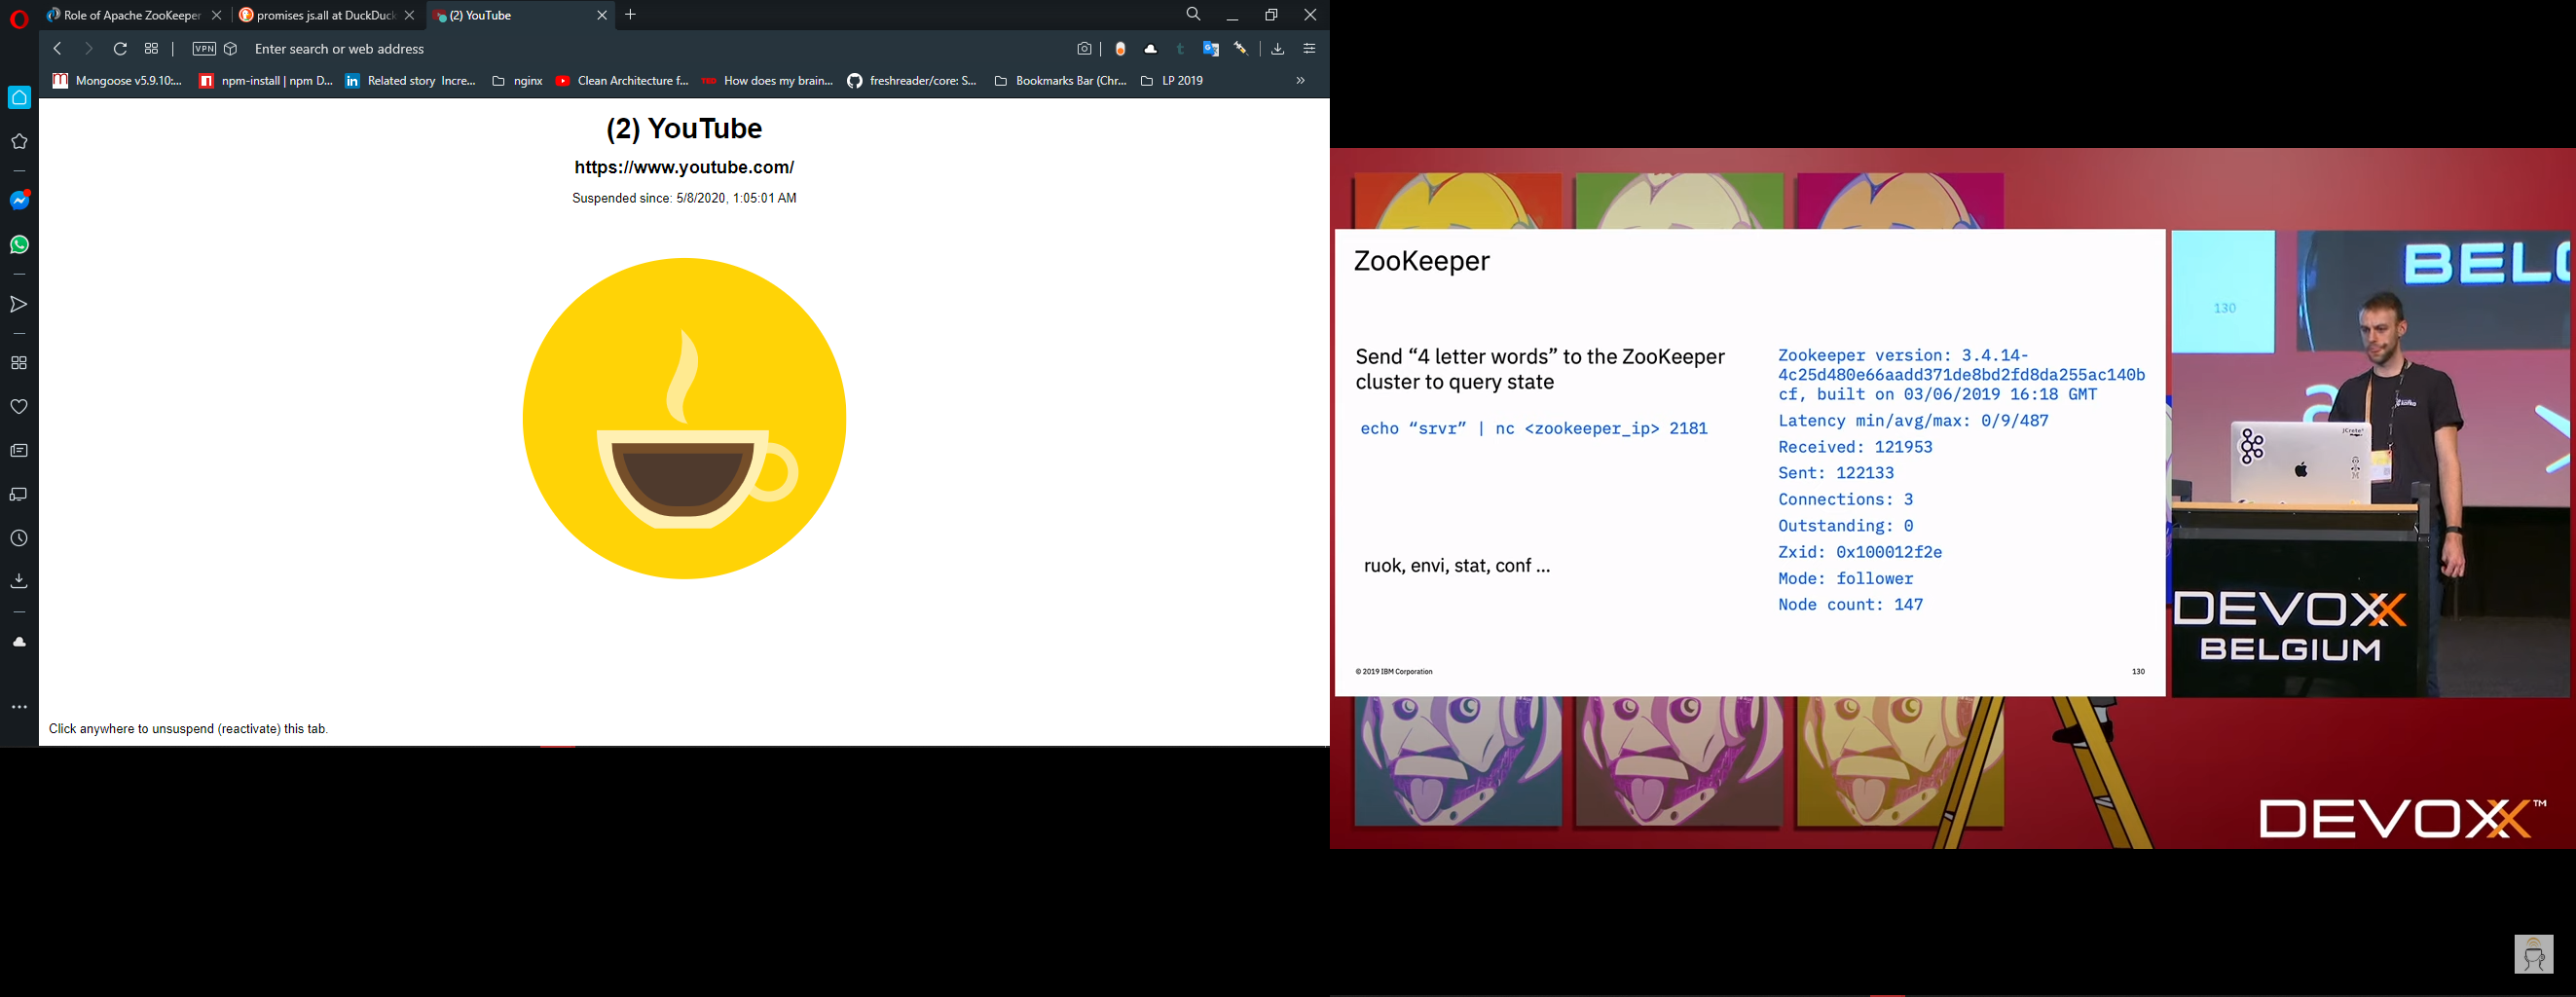 Role of Apache ZooKeeper
promises js.all at DuckDuck
(2) YouTube
VPN
Enter search or web address
Mongoose v5.9.10:...
npm-install | npm D...
in
Related story Incre...
nginx
Clean Architecture f...
TED
How does my brain...
freshreader/core: S...
Bookmarks Bar (Chr...
LP 2019
(2) YouTube
https://www.youtube.com/
Suspended since: 5/8/2020, 1:05:01 AM
Click anywhere to unsuspend (reactivate) this tab.
ZooKeeper
Send “4 letter words” to the ZooKeeper
cluster to query state
echo “srvr” | nc <zookeeper_ip> 2181
ruok, envi, stat, conf ...
Zookeeper version: 3.4.14-
4c25d480e66aadd371de8bd2fd8da255ac140b
cf, built on 03/06/2019 16:18 GMT
Latency min/avg/max: 0/9/487
Received: 121953
Sent: 122133
Connections: 3
Outstanding: 0
Zxid: 0x100012f2e
Mode: follower
Node count: 147
© 2019 IBM Corporation
130
130
BELG
DEVOXX
BELGIUM
DEVOXX™